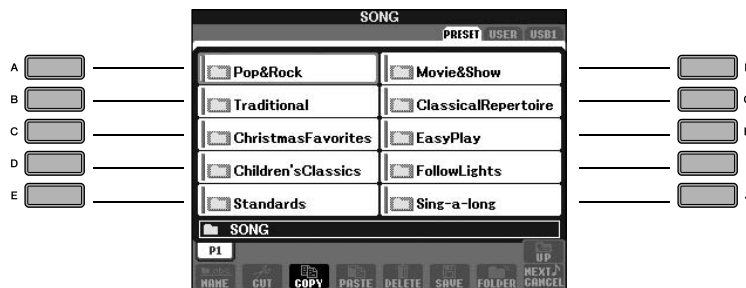 SONG
PRESET USER USB1
A Pop&Rock Movie&Show
B Traditional ClassicalRepertoire
C ChristmasFavorites EasyPlay
D Children'sClassics FollowLights
E Standards Sing-a-long
SONG
P1 UP
NAME CUT COPY PASTE DELETE SAVE FOLDER NEXT CANCEL